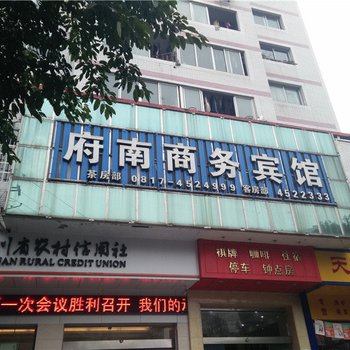 府南商务宾馆
茶房部 0817-4524999 客房部 4522333
川省农村信用社
AN RURAL CREDIT UNION
棋牌 咖啡 住宿
停车 钟点房
天
一次会议胜利召开 我们的